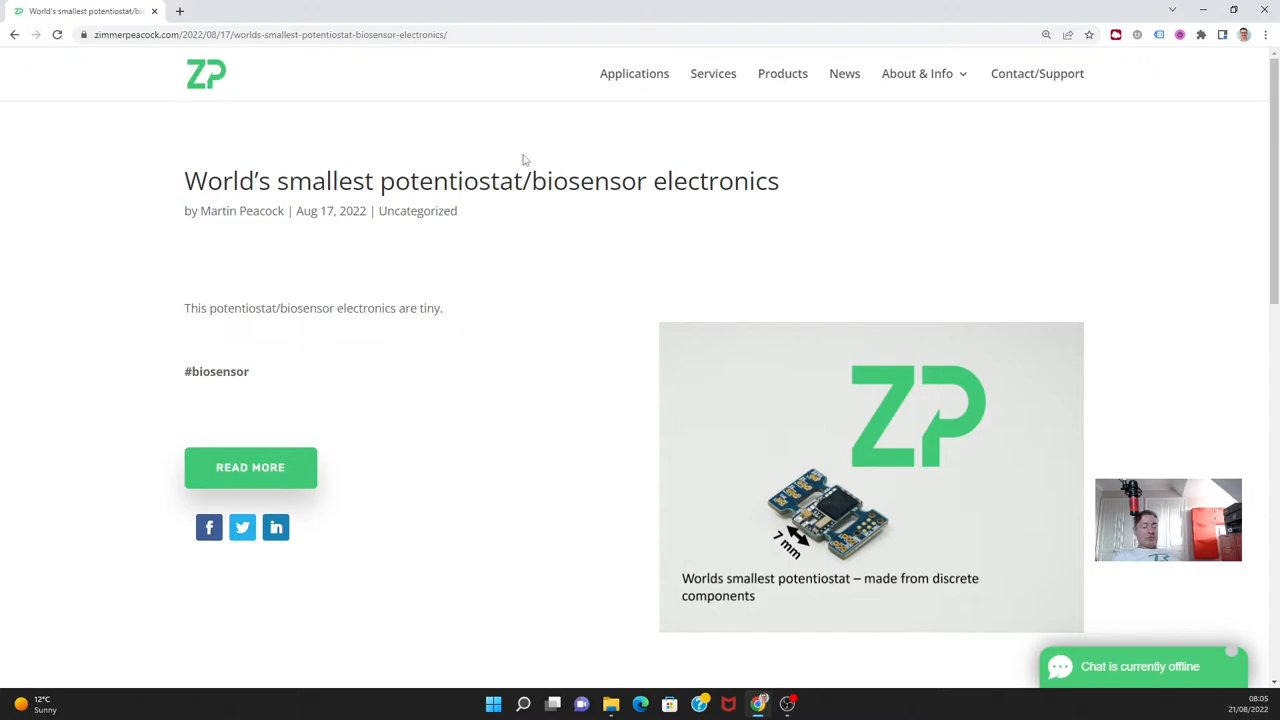 World's smallest potentiostat/bio
zimmerpeacock.com/2022/08/17/worlds-smallest-potentiostat-biosensor-electronics/
ZP
Applications
Services
Products
News
About & Info
Contact/Support
World's smallest potentiostat/biosensor electronics
by Martin Peacock | Aug 17, 2022 | Uncategorized
This potentiostat/biosensor electronics are tiny.
#biosensor
READ MORE
ZP
7 mm
Worlds smallest potentiostat – made from discrete
components
Chat is currently offline
12°C
Sunny
08:05
21/08/2022